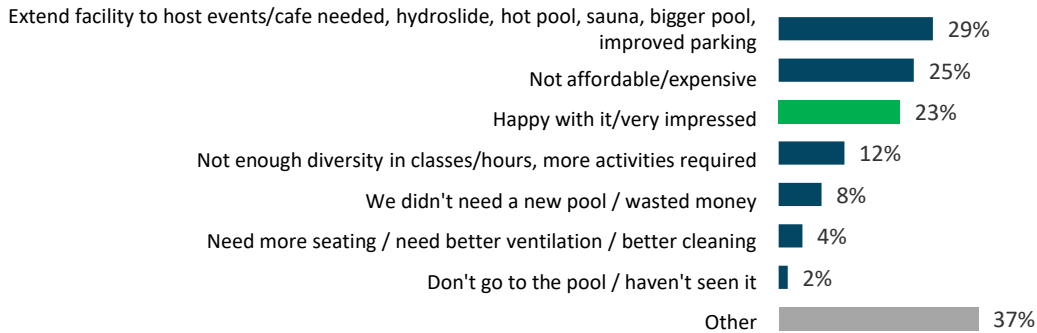 Extend facility to host events/cafe needed, hydroslide, hot pool, sauna, bigger pool,
improved parking
29%
Not affordable/expensive
25%
Happy with it/very impressed
23%
Not enough diversity in classes/hours, more activities required
12%
We didn't need a new pool / wasted money
8%
Need more seating / need better ventilation / better cleaning
4%
Don't go to the pool / haven't seen it
2%
Other
37%